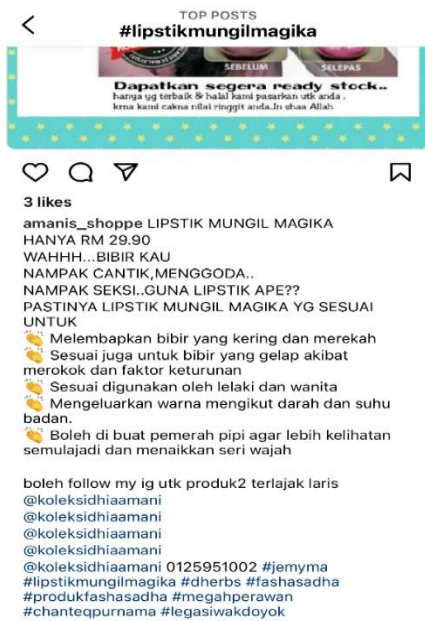 TOP POSTS
#lipstikmungilmagika
SEBELUM
SELEPAS
Dapatkan segera ready stock..
hanya yg terbaik & halal kami pasarkan utk anda .
krna kami cakna nilai ringgit anda.In shaa Allah
3 likes
amanis_shoppe LIPSTIK MUNGIL MAGIKA
HANYA RM 29.90
WAHHH...BIBIR KAU
NAMPAK CANTIK,MENGGODA..
NAMPAK SEKSI..GUNA LIPSTIK APE??
PASTINYA LIPSTIK MUNGIL MAGIKA YG SESUAI
UNTUK
👏 Melembapkan bibir yang kering dan merekah
👏 Sesuai juga untuk bibir yang gelap akibat
merokok dan faktor keturunan
👏 Sesuai digunakan oleh lelaki dan wanita
👏 Mengeluarkan warna mengikut darah dan suhu
badan.
👏 Boleh di buat pemerah pipi agar lebih kelihatan
semulajadi dan menaikkan seri wajah
boleh follow my ig utk produk2 terlajak laris
@koleksidhiaamani
@koleksidhiaamani
@koleksidhiaamani
@koleksidhiaamani
@koleksidhiaamani 0125951002 #jemyma
#lipstikmungilmagika #dherbs #fashasadha
#produkfashasadha #megahperawan
#chanteqpurnama #legasiwakdoyok